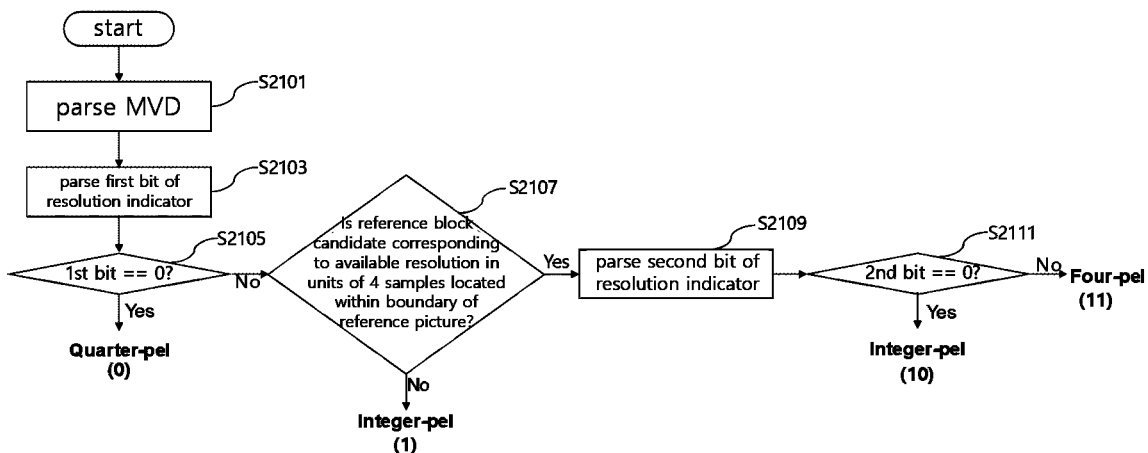 start
S2101
parse MVD
S2103
parse first bit of
resolution indicator
S2105
1st bit == 0?
No
Yes
Quarter-pel
(0)
S2107
Is reference block
candidate corresponding
to available resolution in
units of 4 samples located
within boundary of
reference picture?
Yes
No
Integer-pel
(1)
S2109
parse second bit of
resolution indicator
S2111
2nd bit == 0?
No
Four-pel
(11)
Yes
Integer-pel
(10)